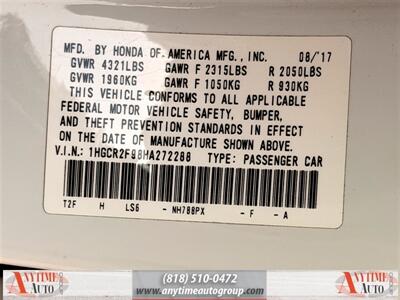 MFD. BY HONDA OF AMERICA MFG., INC. 08/'17
GVWR 4321LBS GAWR F 2315LBS R 2050LBS
GVWR 1960KG GAWR F 1050KG R 930KG
THIS VEHICLE CONFORMS TO ALL APPLICABLE
FEDERAL MOTOR VEHICLE SAFETY, BUMPER,
AND THEFT PREVENTION STANDARDS IN EFFECT
ON THE DATE OF MANUFACTURE SHOWN ABOVE.
V.I.N.: 1HGCR2F98HA272288 TYPE: PASSENGER CAR
T2F H LS6 - NH788PX - F - A
ANYTIME AUTO
(818) 510-0472
www.anytimeautogroup.com
ANYTIME AUTO